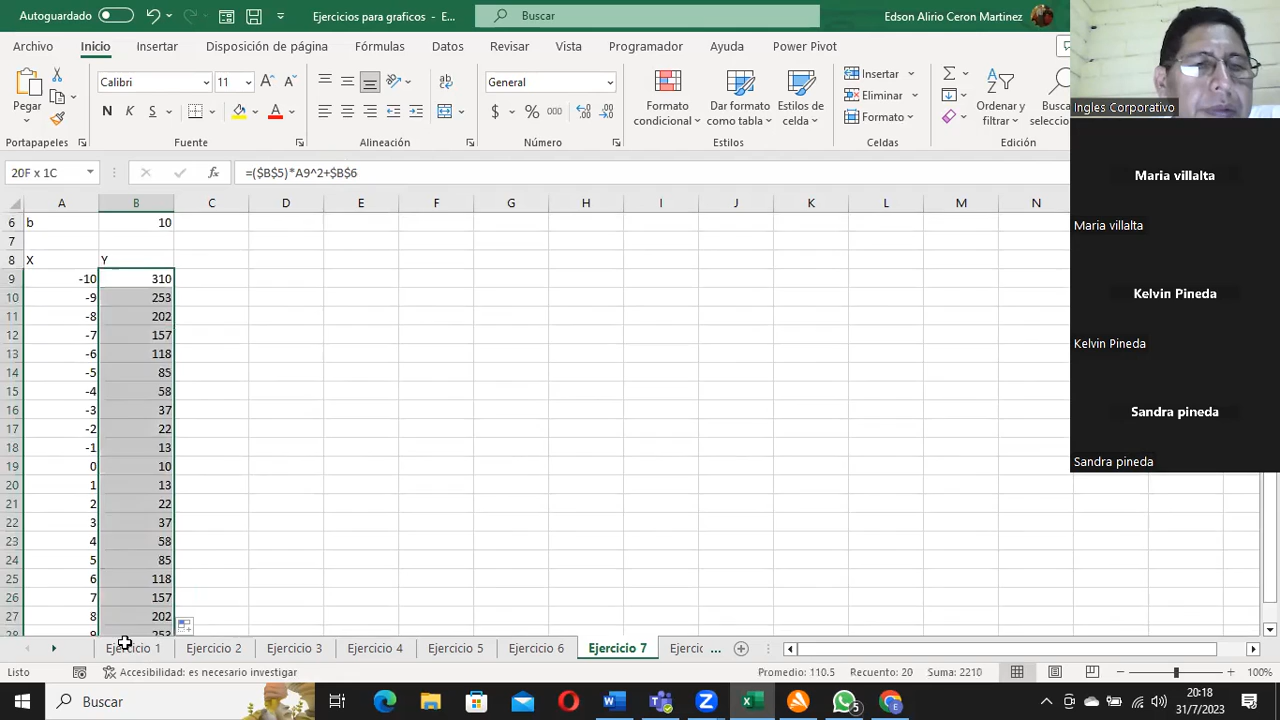 Autoguardado
Ejercicios para graficos - E...
Buscar
Edson Alirio Ceron Martinez
Archivo Inicio Insertar Disposición de página Fórmulas Datos Revisar Vista Programador Ayuda Power Pivot
Pegar
Calibri 11
N K S
ab
General
$ % 000
Formato condicional
Dar formato como tabla
Estilos de celda
Insertar
Eliminar
Formato
Ordenar y filtrar
Portapapeles Fuente Alineación Número Estilos Celdas Edición
20F x 1C
fx
=($B$5)*A9^2+$B$6
A B C D E F G H I J K L M N
6 b 10
7
8 X Y
9 -10 310
10 -9 253
11 -8 202
12 -7 157
13 -6 118
14 -5 85
15 -4 58
16 -3 37
17 -2 22
18 -1 13
19 0 10
20 1 13
21 2 22
22 3 37
23 4 58
24 5 85
25 6 118
26 7 157
27 8 202
28 9 253
Ejercicio 1 Ejercicio 2 Ejercicio 3 Ejercicio 4 Ejercicio 5 Ejercicio 6 Ejercicio 7 Ejercic ...
Listo
Accesibilidad: es necesario investigar
Promedio: 110.5 Recuento: 20 Suma: 2210
100%
Buscar
5
20:18
31/7/2023
Ingles Corporativo
Maria villalta
Maria villalta
Kelvin Pineda
Kelvin Pineda
Sandra pineda
Sandra pineda